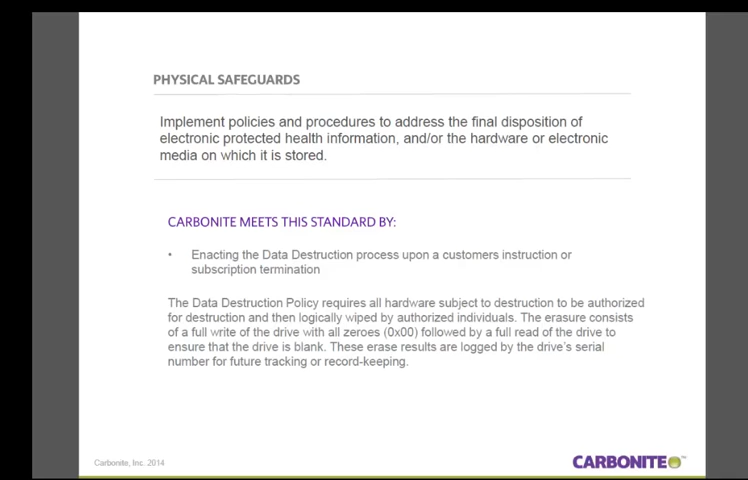 PHYSICAL SAFEGUARDS
Implement policies and procedures to address the final disposition of
electronic protected health information, and/or the hardware or electronic
media on which it is stored.
CARBONITE MEETS THIS STANDARD BY:
• Enacting the Data Destruction process upon a customers instruction or
subscription termination
The Data Destruction Policy requires all hardware subject to destruction to be authorized
for destruction and then logically wiped by authorized individuals. The erasure consists
of a full write of the drive with all zeroes (0x00) followed by a full read of the drive to
ensure that the drive is blank. These erase results are logged by the drive's serial
number for future tracking or record-keeping.
Carbonite, Inc. 2014
CARBONITE™